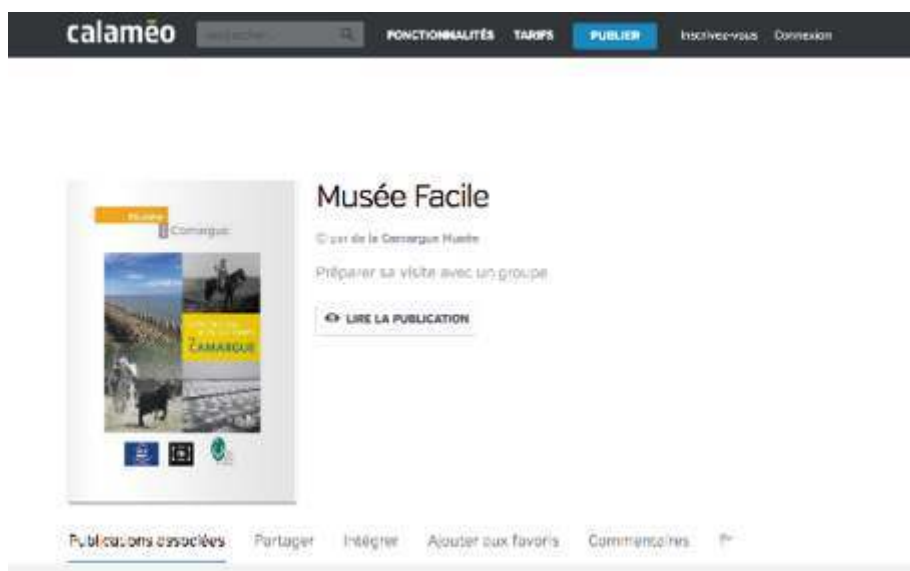 calaméo
FONCTIONNALITÉS TARIFS PUBLIER Inscrivez-vous Connexion
Musée
Camargue
CAMARGUE
Musée Facile
© par de la Camargue Musée
Préparer sa visite avec un groupe
LIRE LA PUBLICATION
Publications associées Partager Intégrer Ajouter aux favoris Commentaires